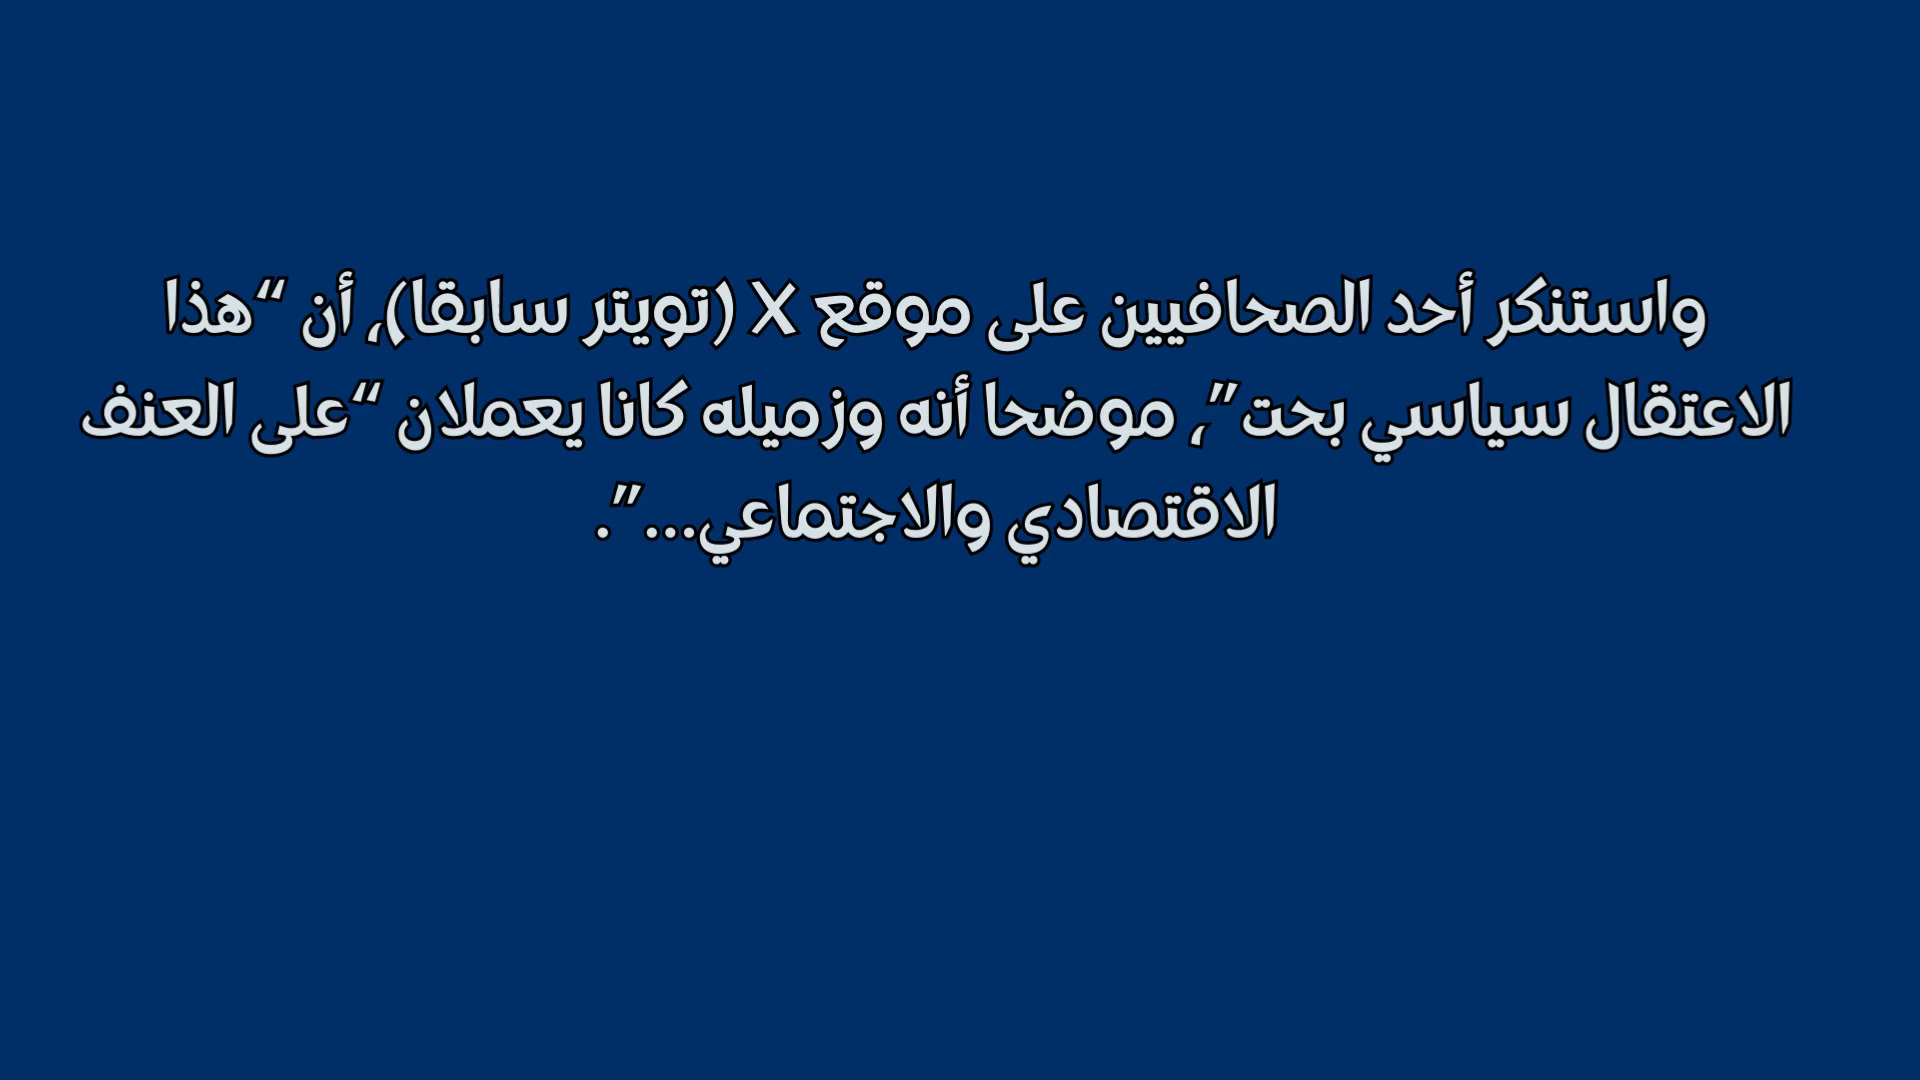 واستنكر أحد الصحافيين على موقع X (تويتر سابقا)، أن “هذا
الاعتقال سياسي بحت”، موضحا أنه وزميله كانا يعملان “على العنف
الاقتصادي والاجتماعي...”.